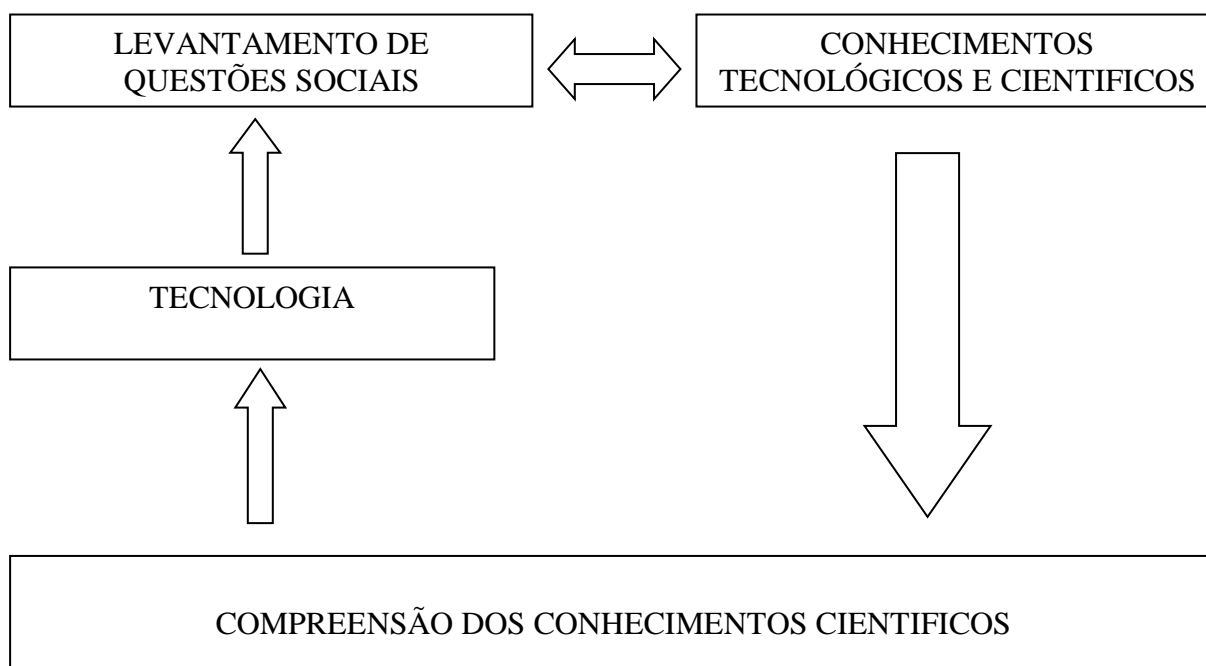 LEVANTAMENTO DE
QUESTÕES SOCIAIS
CONHECIMENTOS
TECNOLÓGICOS E CIENTIFICOS
TECNOLOGIA
COMPREENSÃO DOS CONHECIMENTOS CIENTIFICOS